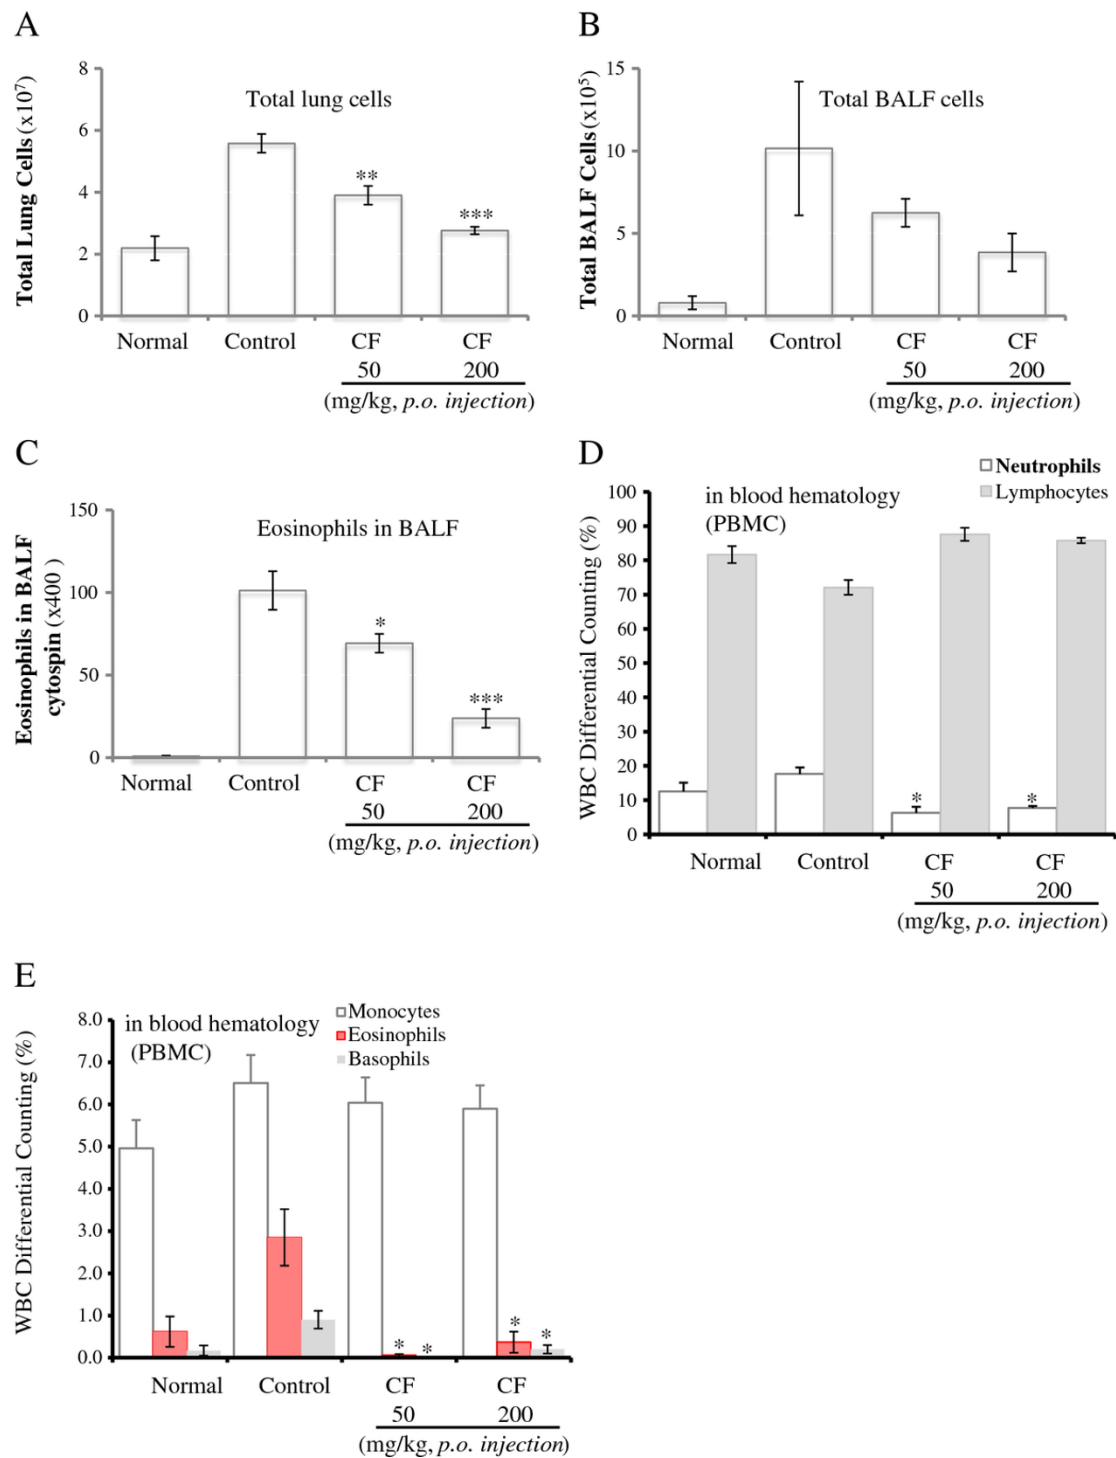 A
Total Lung Cells (x10⁷)
8
6
4
2
0
Total lung cells
**
***
Normal Control CF CF
50 200
(mg/kg, p.o. injection)
B
Total BALF Cells (x10⁵)
15
10
5
0
Total BALF cells
Normal Control CF CF
50 200
(mg/kg, p.o. injection)
C
Eosinophils in BALF
cytospin (x400)
150
100
50
0
Eosinophils in BALF
*
***
Normal Control CF CF
50 200
(mg/kg, p.o. injection)
D
Neutrophils
Lymphocytes
WBC Differential Counting (%)
100
90
80
70
60
50
40
30
20
10
0
in blood hematology
(PBMC)
* *
Normal Control CF CF
50 200
(mg/kg, p.o. injection)
E
WBC Differential Counting (%)
8.0
7.0
6.0
5.0
4.0
3.0
2.0
1.0
0.0
in blood hematology
(PBMC)
Monocytes
Eosinophils
Basophils
* * * *
Normal Control CF CF
50 200
(mg/kg, p.o. injection)